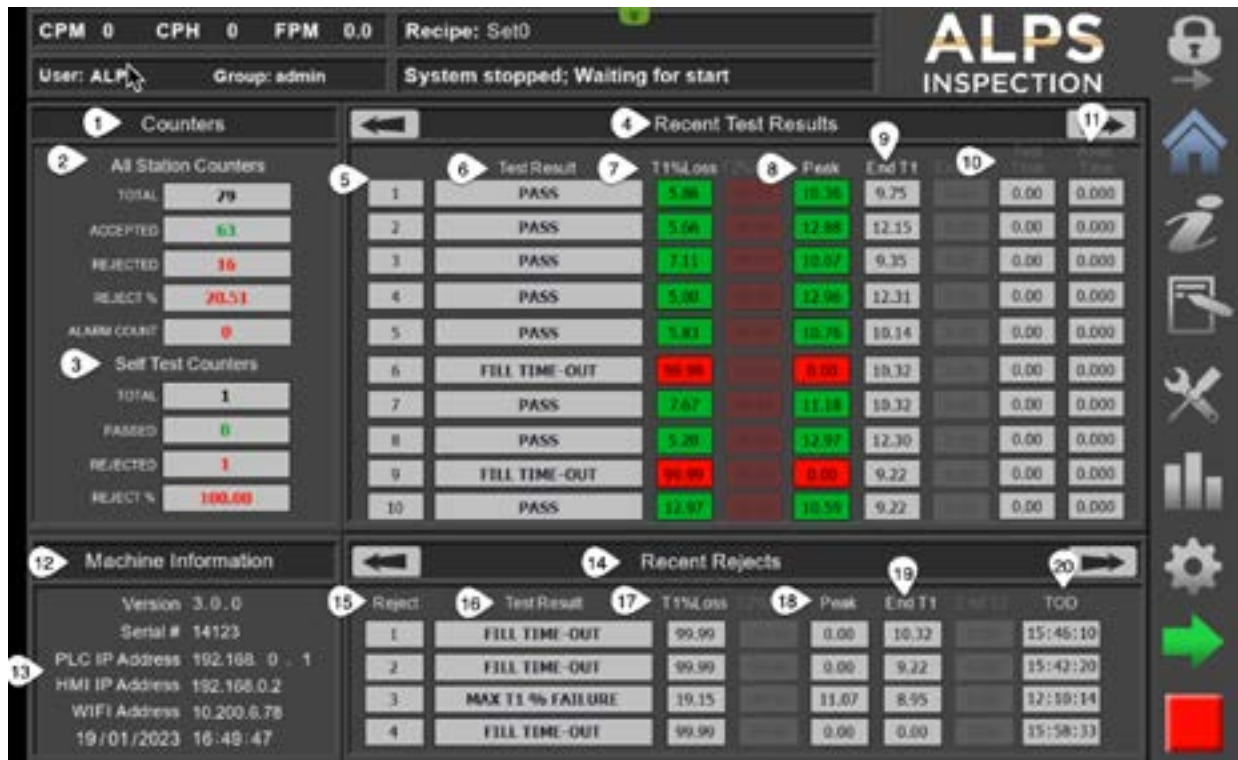 CPM 0 CPH 0 FPM 0.0 Recipe: Set0
User: ALP Group: admin System stopped; Waiting for start
ALPS
INSPECTION
1 Counters
2 All Station Counters
TOTAL 79
ACCEPTED 63
REJECTED 16
REJECT % 20.51
ALARM COUNT 0
3 Self Test Counters
TOTAL 1
PASSED 0
REJECTED 1
REJECT % 100.00
4 Recent Test Results 11
5 6 Test Result 7 T1%Loss 8 Peak 9 End T1 10
1 PASS 5.86 10.36 9.75 0.00 0.000
2 PASS 5.66 12.88 12.15 0.00 0.000
3 PASS 7.11 10.07 9.35 0.00 0.000
4 PASS 5.00 12.96 12.31 0.00 0.000
5 PASS 5.83 10.76 10.14 0.00 0.000
6 FILL TIME-OUT 99.99 0.00 10.32 0.00 0.000
7 PASS 7.67 11.18 10.32 0.00 0.000
8 PASS 5.20 12.97 12.30 0.00 0.000
9 FILL TIME-OUT 99.99 0.00 9.22 0.00 0.000
10 PASS 12.97 10.59 9.22 0.00 0.000
12 Machine Information
Version 3.0.0
Serial # 14123
13 PLC IP Address 192.168. 0 . 1
HMI IP Address 192.168.0.2
WIFI Address 10.200.6.78
19/01/2023 16:49:47
14 Recent Rejects
15 Reject 16 Test Result 17 T1%Loss 18 Peak 19 End T1 20 TOD
1 FILL TIME-OUT 99.99 0.00 10.32 15:46:10
2 FILL TIME-OUT 99.99 0.00 9.22 15:42:20
3 MAX T1 % FAILURE 19.15 11.07 8.95 12:10:14
4 FILL TIME-OUT 99.99 0.00 0.00 15:58:33